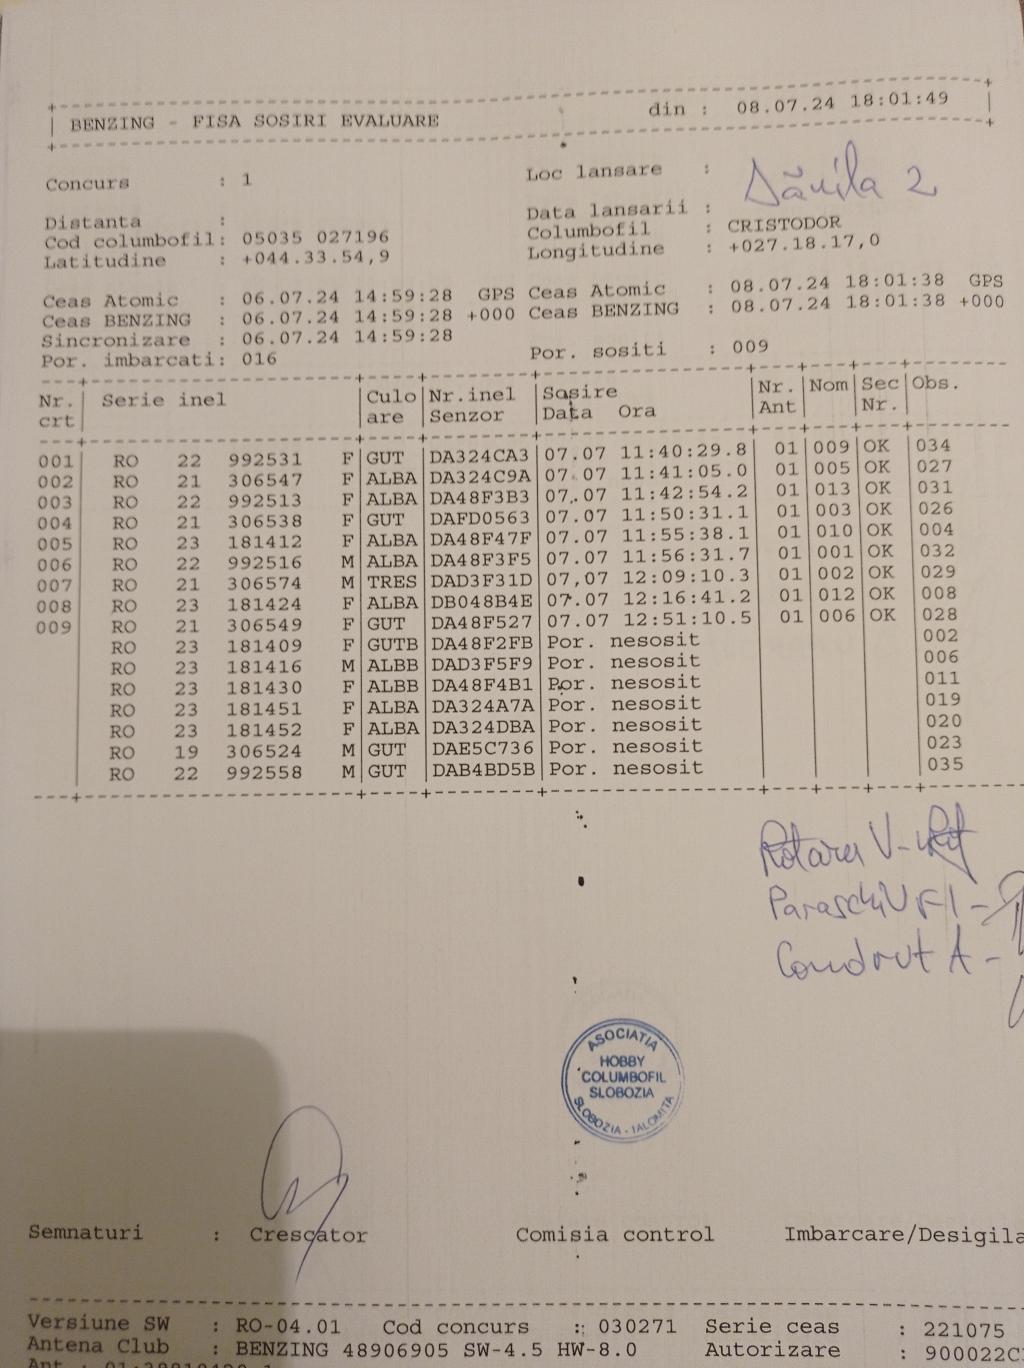 BENZING - FISA SOSIRI EVALUARE din : 08.07.24 18:01:49
Concurs : 1 Loc lansare : Dănila 2
Distanta : Data lansarii :
Cod columbofil: 05035 027196 Columbofil : CRISTODOR
Latitudine : +044.33.54,9 Longitudine : +027.18.17,0
Ceas Atomic : 06.07.24 14:59:28 GPS Ceas Atomic : 08.07.24 18:01:38 GPS
Ceas BENZING : 06.07.24 14:59:28 +000 Ceas BENZING : 08.07.24 18:01:38 +000
Sincronizare : 06.07.24 14:59:28
Por. imbarcati: 016 Por. sositi : 009
Nr. Serie inel Culo Nr.inel Sosire Nr. Nom Sec Obs.
crt are Senzor Data Ora Ant Nr.
001 RO 22 992531 F GUT DA324CA3 07.07 11:40:29.8 01 009 OK 034
002 RO 21 306547 F ALBA DA324C9A 07.07 11:41:05.0 01 005 OK 027
003 RO 22 992513 F ALBA DA48F3B3 07.07 11:42:54.2 01 013 OK 031
004 RO 21 306538 F GUT DAFD0563 07.07 11:50:31.1 01 003 OK 026
005 RO 23 181412 F ALBA DA48F47F 07.07 11:55:38.1 01 010 OK 004
006 RO 22 992516 M ALBA DA48F3F5 07.07 11:56:31.7 01 001 OK 032
007 RO 21 306574 M TRES DAD3F31D 07,07 12:09:10.3 01 002 OK 029
008 RO 23 181424 F ALBA DB048B4E 07.07 12:16:41.2 01 012 OK 008
009 RO 21 306549 F GUT DA48F527 07.07 12:51:10.5 01 006 OK 028
RO 23 181409 F GUTB DA48F2FB Por. nesosit 002
RO 23 181416 M ALBB DAD3F5F9 Por. nesosit 006
RO 23 181430 F ALBB DA48F4B1 Por. nesosit 011
RO 23 181451 F ALBA DA324A7A Por. nesosit 019
RO 23 181452 F ALBA DA324DBA Por. nesosit 020
RO 19 306524 M GUT DAE5C736 Por. nesosit 023
RO 22 992558 M GUT DAB4BD5B Por. nesosit 035
Rotaru V-
Paraschiv Fl -
Condrut A -
ASOCIATIA
HOBBY
COLUMBOFIL
SLOBOZIA
SLOBOZIA - IALOMITA
Semnaturi : Crescator Comisia control Imbarcare/Desigila
Versiune SW : RO-04.01 Cod concurs : 030271 Serie ceas : 221075
Antena Club : BENZING 48906905 SW-4.5 HW-8.0 Autorizare : 900022C